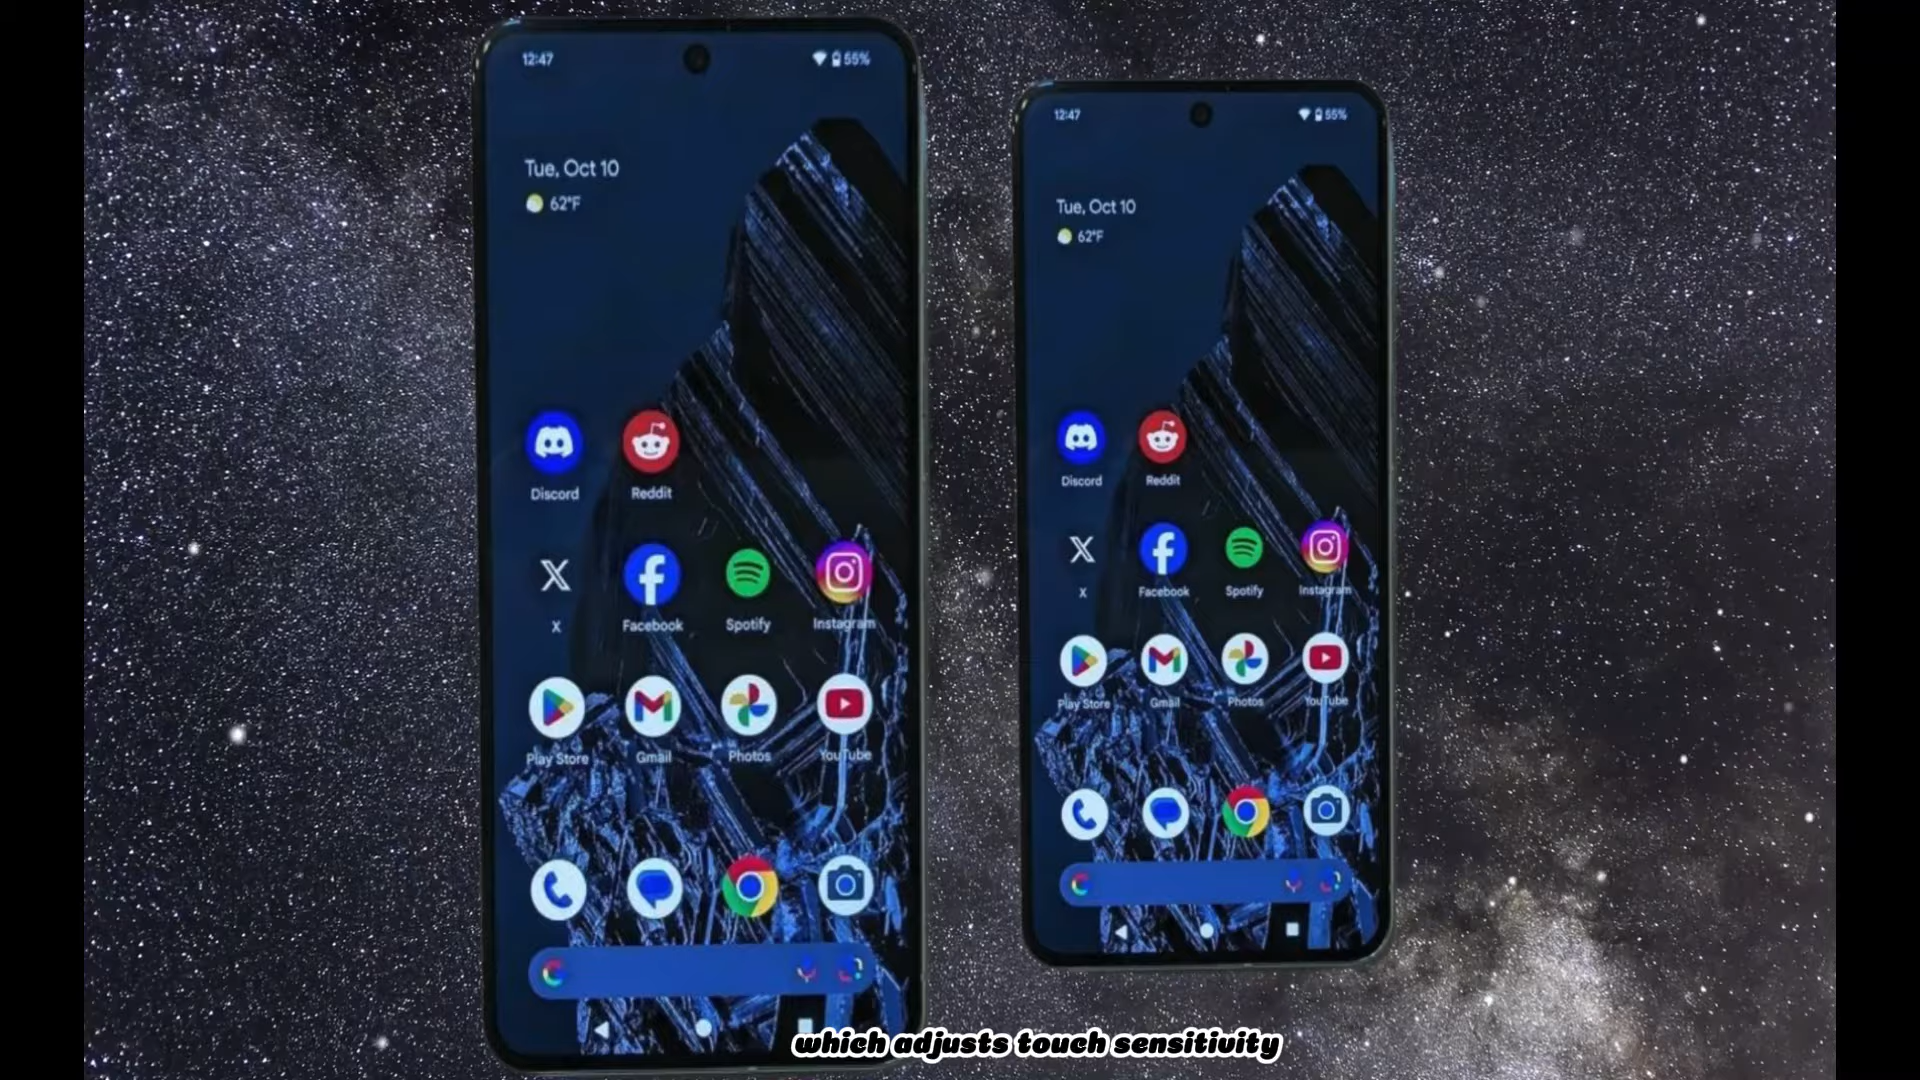 12:47
55%
Tue, Oct 10
62°F
Discord
Reddit
X
Facebook
Spotify
Instagram
Play Store
Gmail
Photos
YouTube
12:47
55%
Tue, Oct 10
62°F
Discord
Reddit
X
Facebook
Spotify
Instagram
Play Store
Gmail
Photos
YouTube
which adjusts touch sensitivity